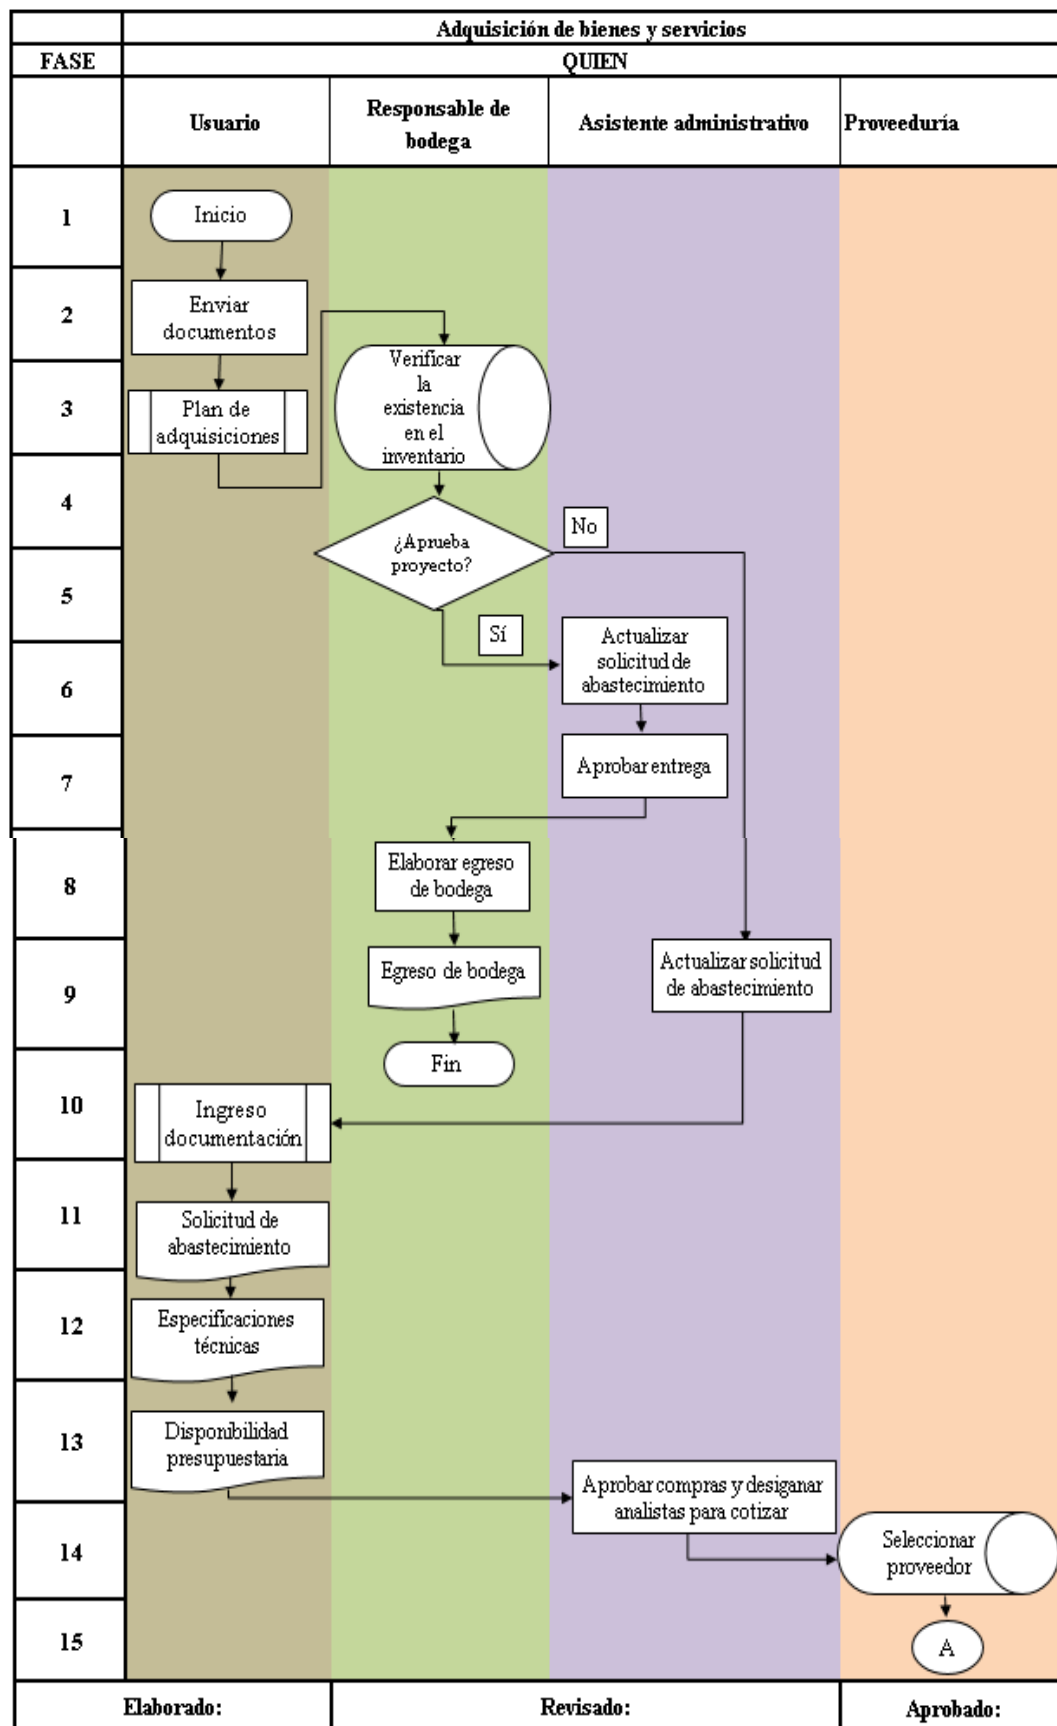 Adquisición de bienes y servicios
FASE
QUIEN
Usuario
Responsable de
bodega
Asistente administrativo
Proveeduría
1
Inicio
2
Enviar
documentos
3
Plan de
adquisiciones
Verificar
la
existencia
en el
inventario
4
No
¿Aprueba
proyecto?
5
Sí
Actualizar
solicitud de
abastecimiento
6
7
Aprobar entrega
8
Elaborar egreso
de bodega
9
Egreso de bodega
Actualizar solicitud
de abastecimiento
Fin
10
Ingreso
documentación
11
Solicitud de
abastecimiento
12
Especificaciones
técnicas
13
Disponibilidad
presupuestaria
Aprobar compras y desiganar
analistas para cotizar
14
Seleccionar
proveedor
15
A
Elaborado:
Revisado:
Aprobado: